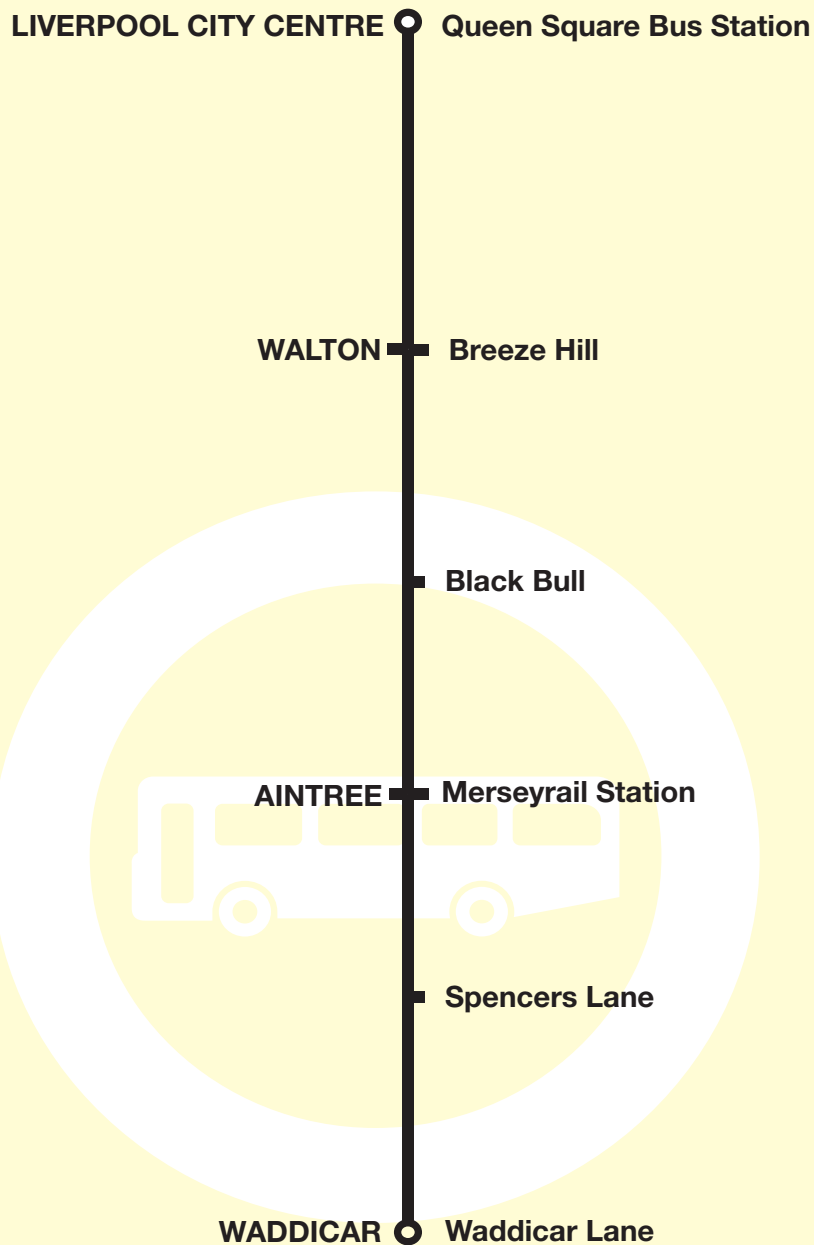 LIVERPOOL CITY CENTRE Queen Square Bus Station
WALTON Breeze Hill
Black Bull
AINTREE Merseyrail Station
Spencers Lane
WADDICAR Waddicar Lane